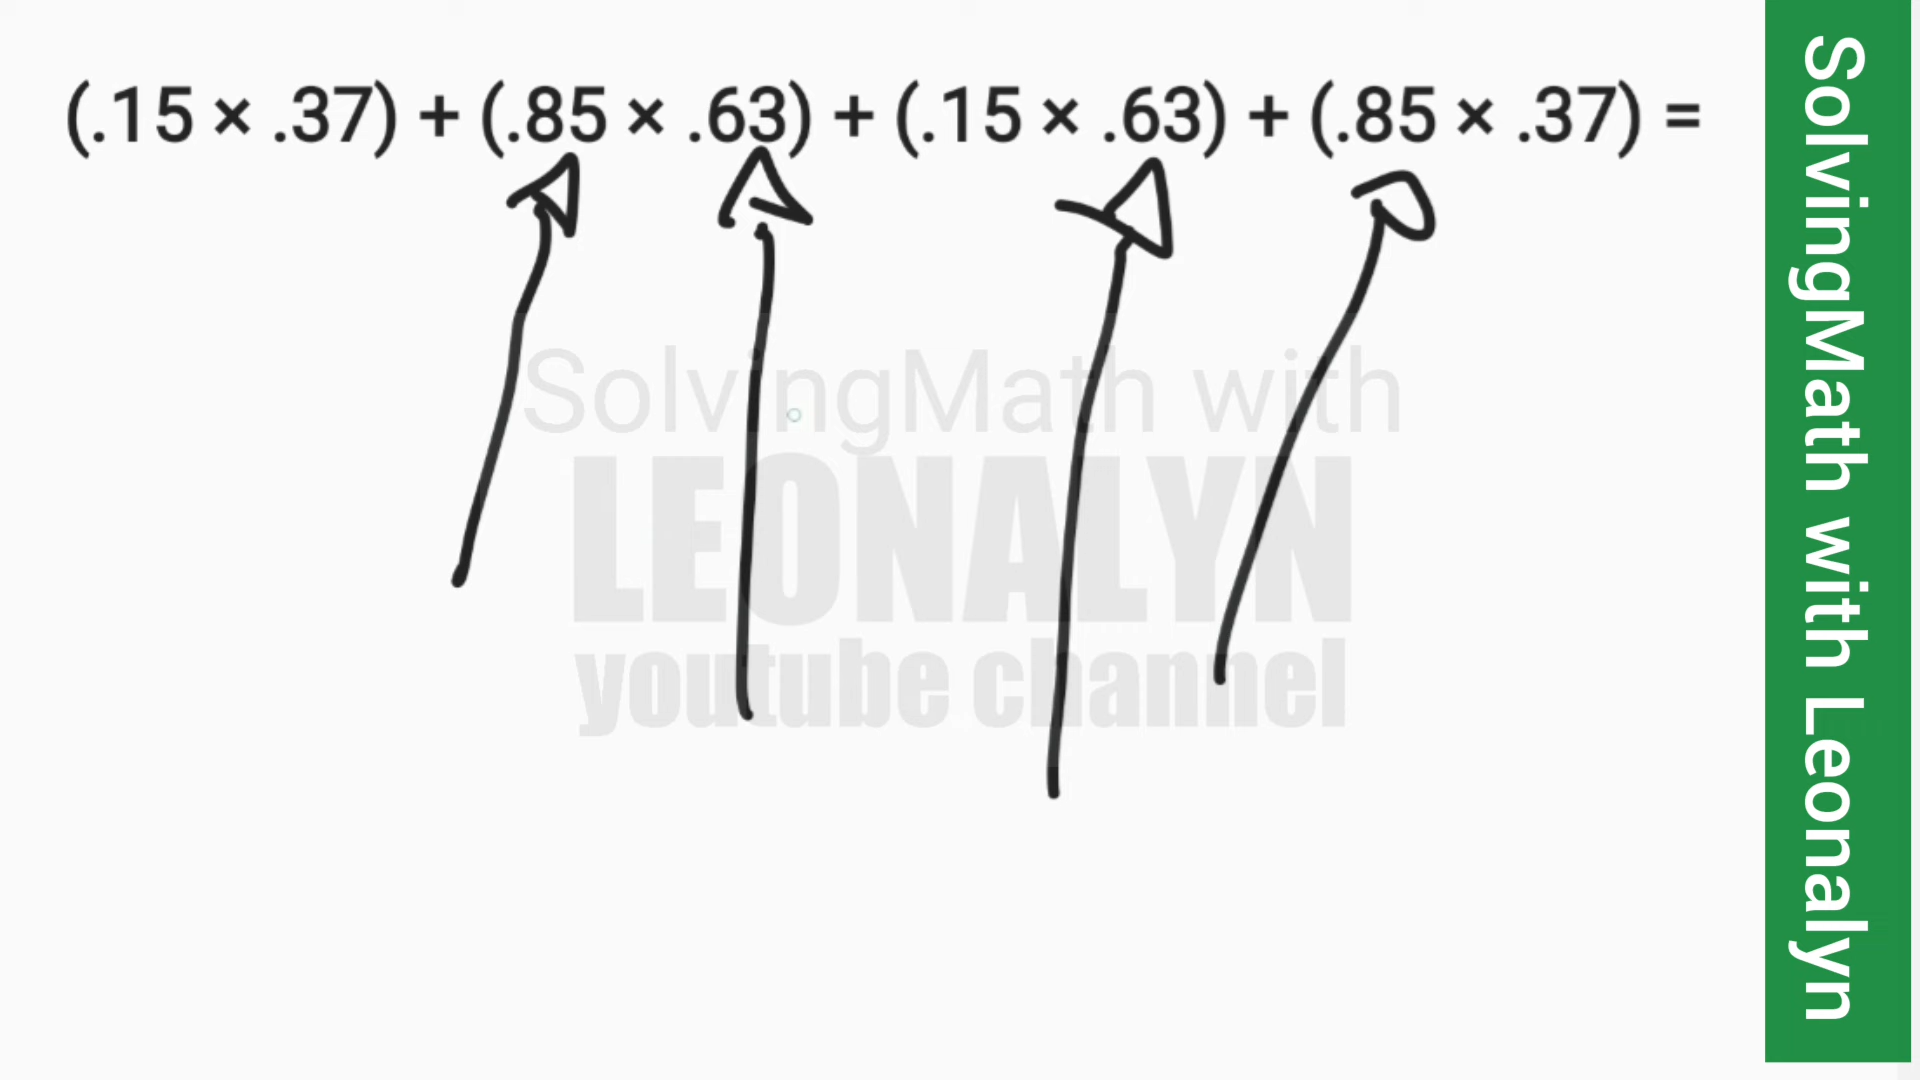 (.15 × .37) + (.85 × .63) + (.15 × .63) + (.85 × .37) =
SolvingMath with
LEONALYN
youtube channel
SolvingMath with Leonalyn